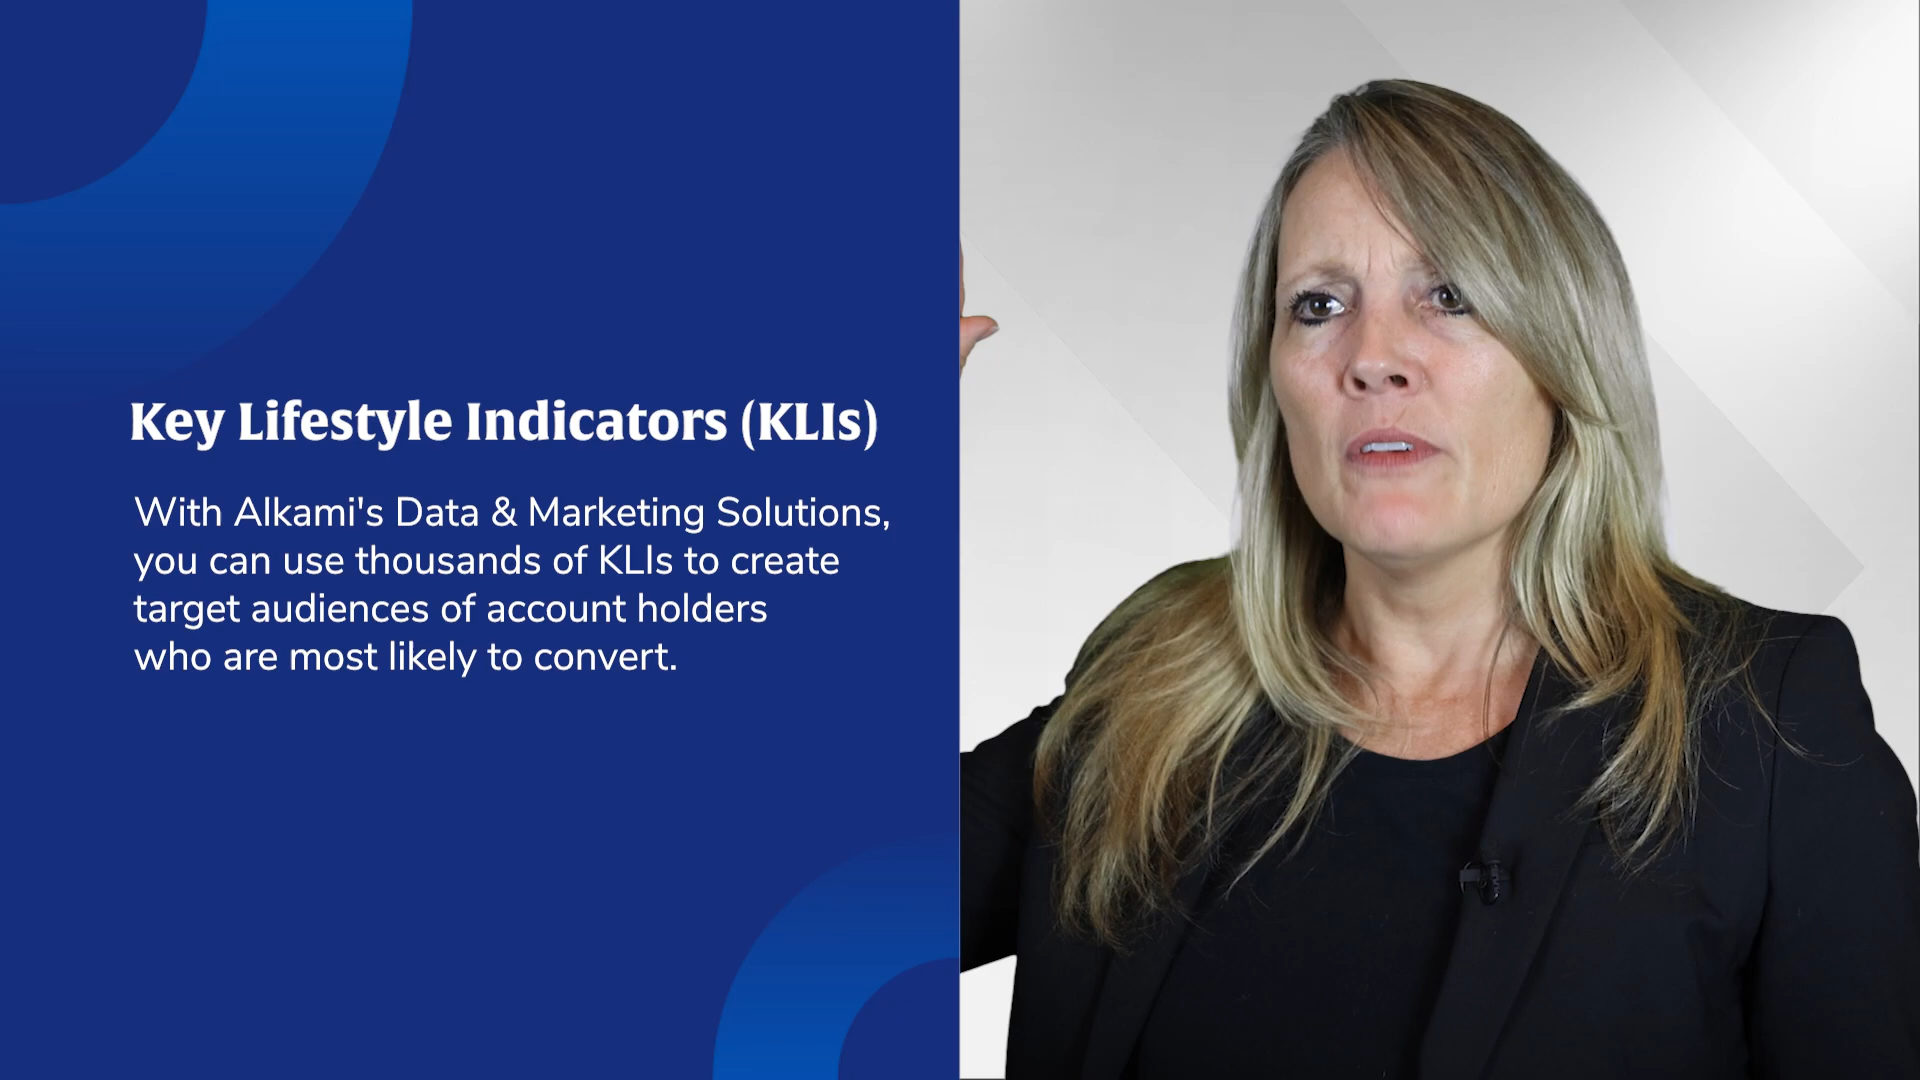 Key Lifestyle Indicators (KLIs)
With Alkami's Data & Marketing Solutions,
you can use thousands of KLIs to create
target audiences of account holders
who are most likely to convert.